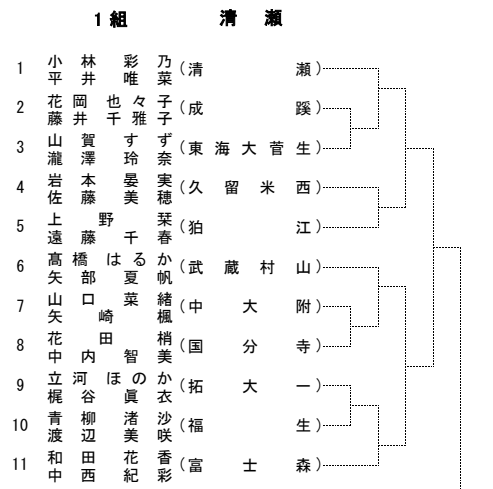 1 組 清 瀬
1 小林 彩乃 (清瀬)
平井 唯菜
2 花岡 也々子 (成蹊)
藤井 千雅子
3 山賀 すず (東海大菅生)
瀧澤 玲奈
4 岩本 晏実 (久留米西)
佐藤 美穂
5 上野 栞 (狛江)
遠藤 千春
6 髙橋 はるか (武蔵村山)
矢部 夏帆
7 山口 菜緒 (中大附)
矢崎 楓
8 花田 梢 (国分寺)
中内 智美
9 立河 ほのか (拓大一)
梶谷 眞衣
10 青柳 渚沙 (福生)
渡辺 美咲
11 和田 花香 (富士森)
中西 紀彩